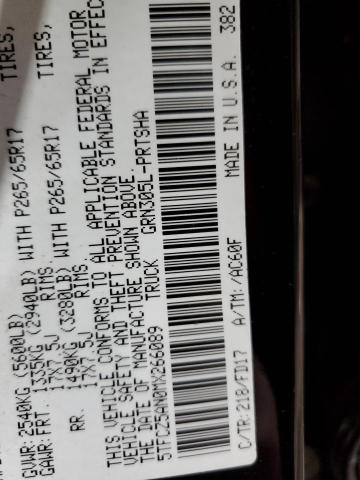 GVWR:2540KG (5600LB)
GAWR:FRT. 1335KG (2940LB) WITH P265/65R17 TIRES,
17X7.5J RIMS
RR. 1490KG (3280LB) WITH P265/65R17 TIRES,
17X7.5J RIMS
THIS VEHICLE CONFORMS TO ALL APPLICABLE FEDERAL MOTOR
VEHICLE SAFETY AND THEFT PREVENTION STANDARDS IN EFFEC
THE DATE OF MANUFACTURE SHOWN ABOVE.
5TFCZ5AN0MX266089 TRUCK GRN305L-PRTSHA
C/TR:218/FD17 A/TM:/AC60F MADE IN U.S.A. 382